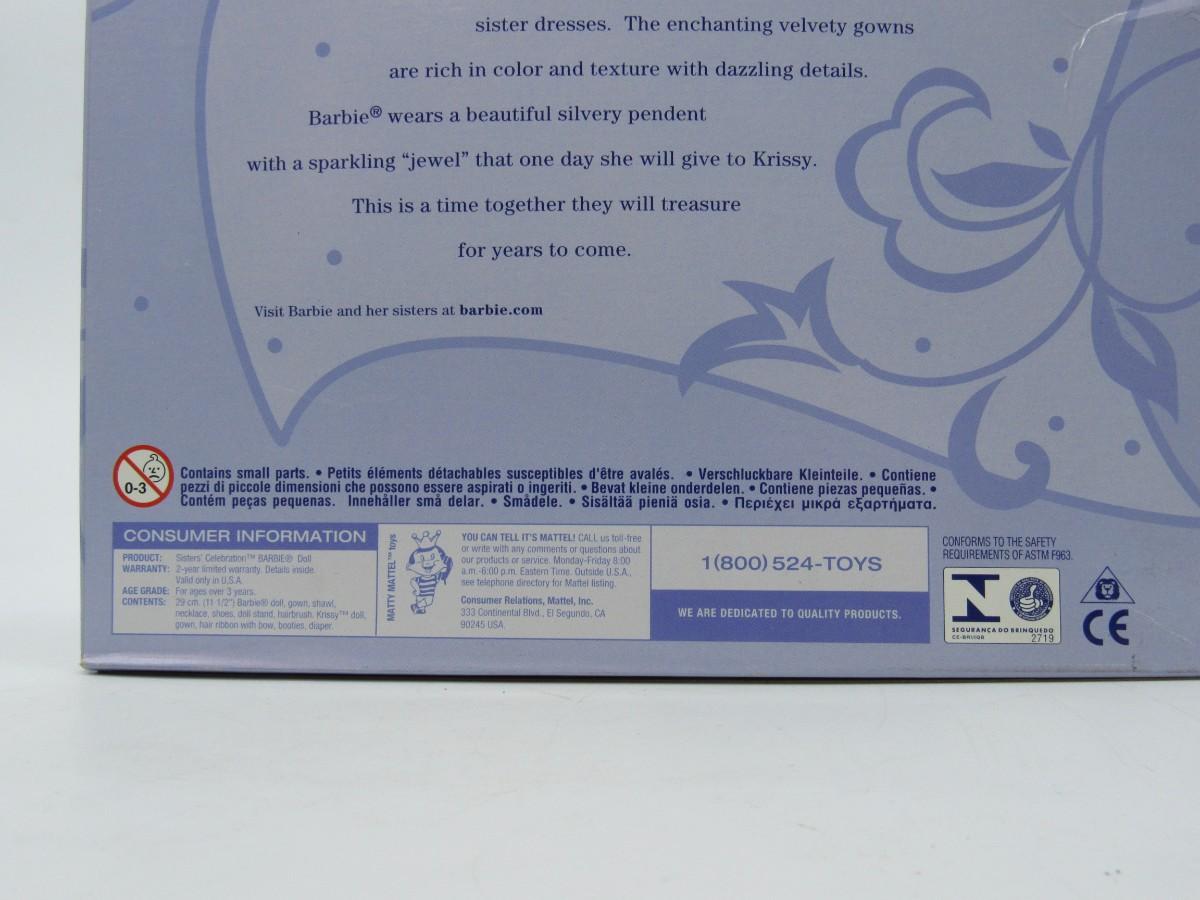 sister dresses. The enchanting velvety gowns
are rich in color and texture with dazzling details.
Barbie® wears a beautiful silvery pendent
with a sparkling “jewel” that one day she will give to Krissy.
This is a time together they will treasure
for years to come.
Visit Barbie and her sisters at barbie.com
0-3
Contains small parts. • Petits éléments détachables susceptibles d'être avalés. • Verschluckbare Kleinteile. • Contiene
pezzi di piccole dimensioni che possono essere aspirati o ingeriti. • Bevat kleine onderdelen. • Contiene piezas pequeñas. •
Contém peças pequenas. Innehåller små delar. • Smådele. • Sisältää pieniä osia. • Περιέχει μικρά εξαρτήματα.
CONSUMER INFORMATION
PRODUCT: Sisters' Celebration™ BARBIE® Doll
WARRANTY: 2-year limited warranty. Details inside.
Valid only in U.S.A.
AGE GRADE: For ages over 3 years.
CONTENTS: 29 cm. (11 1/2") Barbie® doll, gown, shawl,
necklace, shoes, doll stand, hairbrush. Krissy™ doll,
gown, hair ribbon with bow, booties, diaper.
MATTY MATTEL™ toys
YOU CAN TELL IT'S MATTEL! CALL us toll-free
or write with any comments or questions about
our products or service. Monday-Friday 8:00
a.m.-6:00 p.m. Eastern Time. Outside U.S.A.,
see telephone directory for Mattel listing.
Consumer Relations, Mattel, Inc.
333 Continental Blvd., El Segundo, CA
90245 USA.
1(800) 524-TOYS
WE ARE DEDICATED TO QUALITY PRODUCTS.
CONFORMS TO THE SAFETY
REQUIREMENTS OF ASTM F963.
SEGURANÇA DO BRINQUEDO
2719
CE